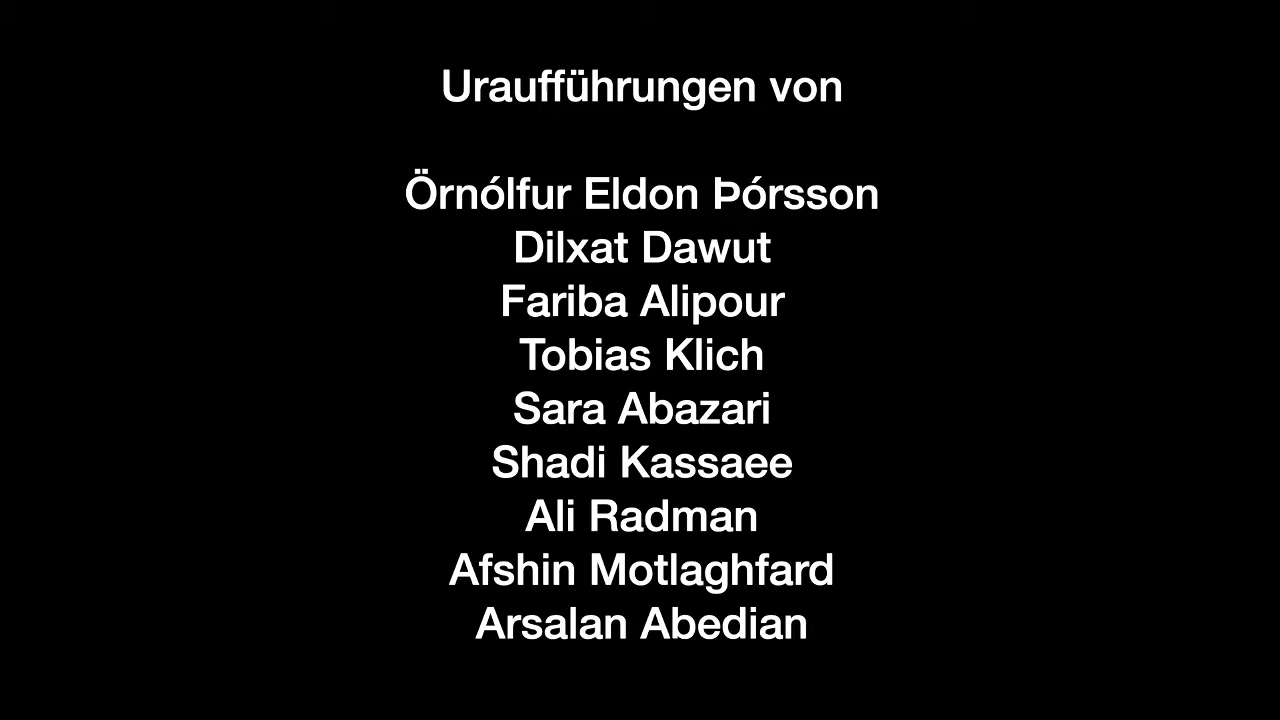 Uraufführungen von
Örnólfur Eldon Þórsson
Dilxat Dawut
Fariba Alipour
Tobias Klich
Sara Abazari
Shadi Kassaee
Ali Radman
Afshin Motlaghfard
Arsalan Abedian